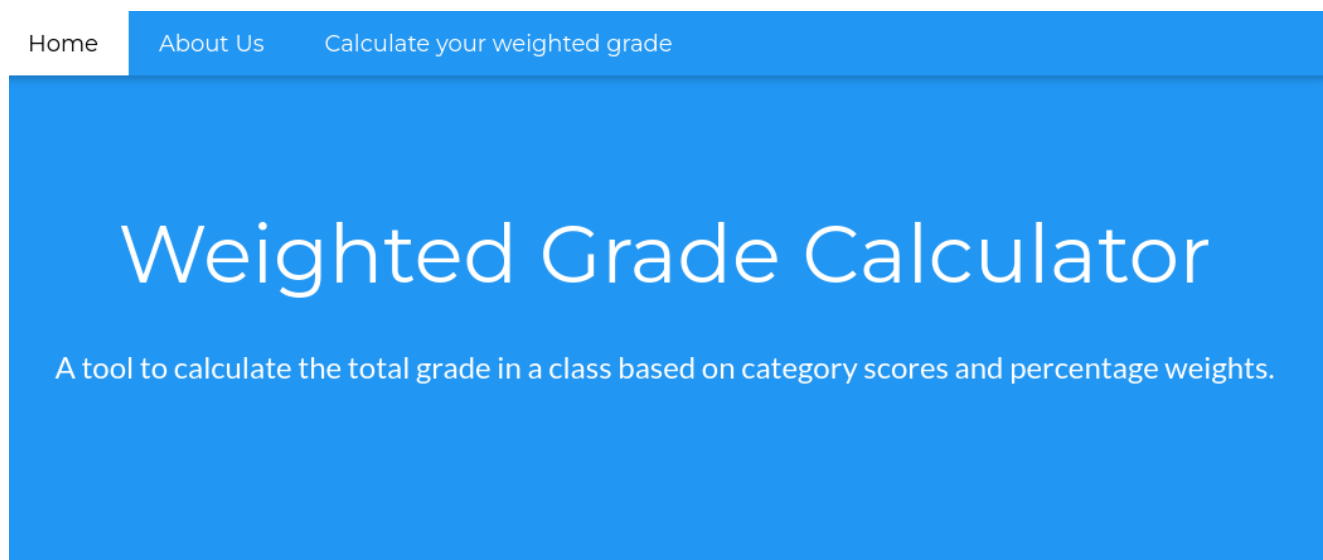 Home About Us Calculate your weighted grade
Weighted Grade Calculator
A tool to calculate the total grade in a class based on category scores and percentage weights.